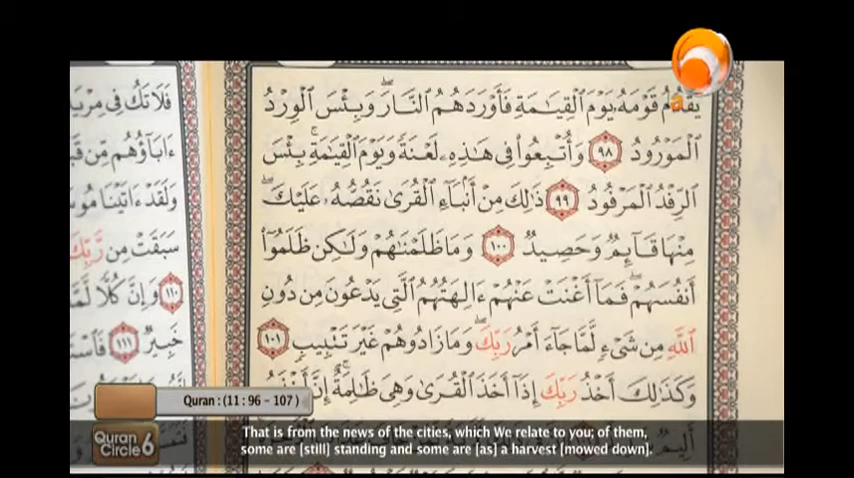 يَقْدُمُ قَوْمَهُۥ يَوْمَ ٱلْقِيَـٰمَةِ فَأَوْرَدَهُمُ ٱلنَّارَ ۖ وَبِئْسَ ٱلْوِرْدُ
ٱلْمَوْرُودُ ٩٨ وَأُتْبِعُوا۟ فِى هَـٰذِهِۦ لَعْنَةً وَيَوْمَ ٱلْقِيَـٰمَةِ ۚ بِئْسَ
ٱلرِّفْدُ ٱلْمَرْفُودُ ٩٩ ذَٰلِكَ مِنْ أَنۢبَآءِ ٱلْقُرَىٰ نَقُصُّهُۥ عَلَيْكَ ۖ
مِنْهَا قَآئِمٌ وَحَصِيدٌ ١٠٠ وَمَا ظَلَمْنَـٰهُمْ وَلَـٰكِن ظَلَمُوٓا۟
أَنفُسَهُمْ ۖ فَمَآ أَغْنَتْ عَنْهُمْ ءَالِهَتُهُمُ ٱلَّتِى يَدْعُونَ مِن دُونِ
ٱللَّهِ مِن شَىْءٍ لَّمَّا جَآءَ أَمْرُ رَبِّكَ ۖ وَمَا زَادُوهُمْ غَيْرَ تَتْبِيبٍ ١٠١
وَكَذَٰلِكَ أَخْذُ رَبِّكَ إِذَآ أَخَذَ ٱلْقُرَىٰ وَهِىَ ظَـٰلِمَةٌ ۚ إِنَّ أَخْذَهُۥٓ
أَلِيمٌ
فَلَا تَكُ فِى
ءَابَآؤُهُم مِّن
وَلَقَدْ ءَاتَيْنَا
سَبَقَتْ مِن رَّبِّكَ
١١٠ وَإِنَّ كُلًّا
خَبِيرٌ ١١١
Quran : (11 : 96 - 107 )
Quran
Circle 6
That is from the news of the cities, which We relate to you; of them,
some are [still] standing and some are [as] a harvest [mowed down].